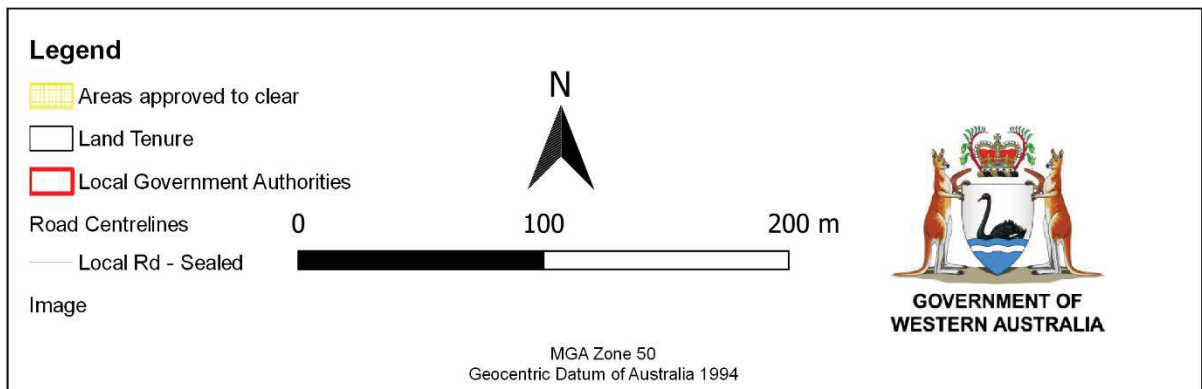 Legend
Areas approved to clear
Land Tenure
Local Government Authorities
Road Centrelines
Local Rd - Sealed
Image
N
0 100 200 m
MGA Zone 50
Geocentric Datum of Australia 1994
GOVERNMENT OF
WESTERN AUSTRALIA